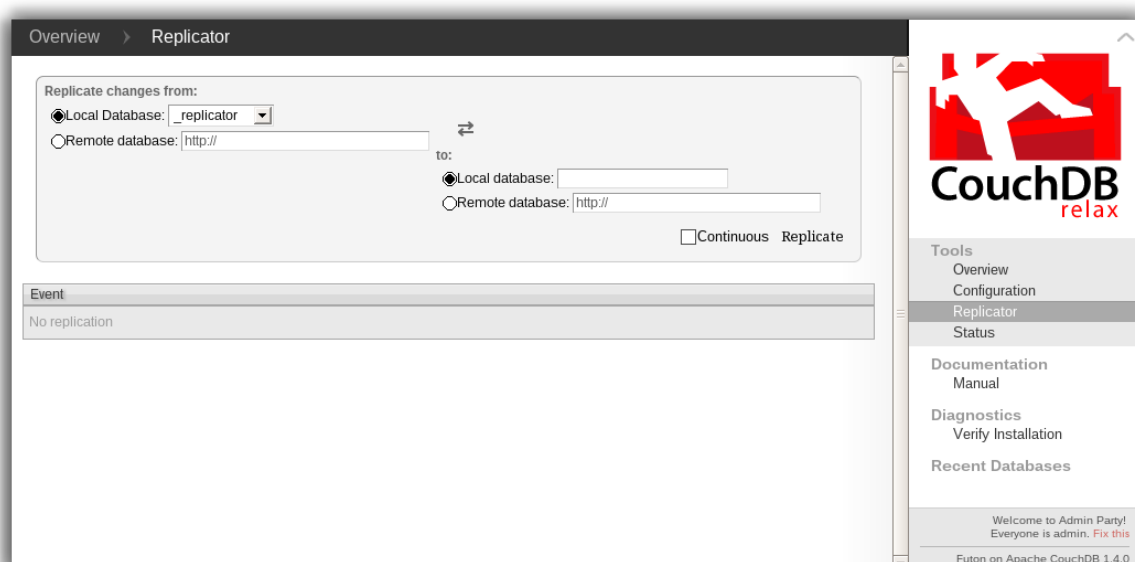 Overview Replicator
Replicate changes from:
Local Database: _replicator
Remote database: http://
to:
Local database:
Remote database: http://
Continuous Replicate
Event
No replication
CouchDB
relax
Tools
Overview
Configuration
Replicator
Status
Documentation
Manual
Diagnostics
Verify Installation
Recent Databases
Welcome to Admin Party!
Everyone is admin. Fix this
Futon on Apache CouchDB 1.4.0